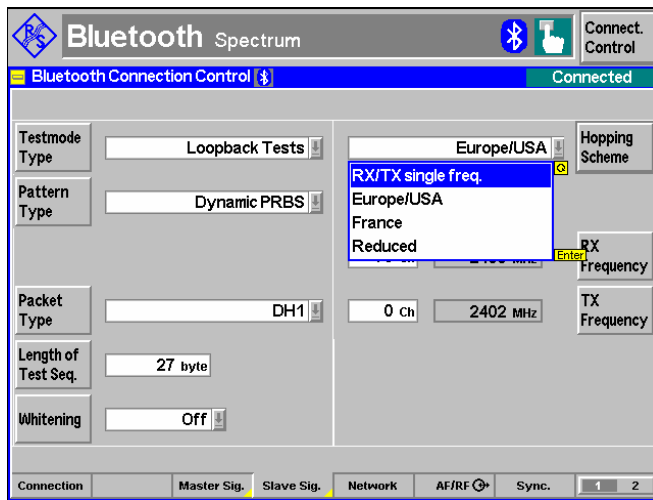 Bluetooth Spectrum
Connect. Control
Bluetooth Connection Control
Connected
Testmode Type
Loopback Tests
Europe/USA
Hopping Scheme
RX/TX single freq.
Europe/USA
France
Reduced
Enter
Pattern Type
Dynamic PRBS
RX Frequency
Packet Type
DH1
0 Ch
2402 MHz
TX Frequency
Length of Test Seq.
27 byte
Whitening
Off
Connection
Master Sig.
Slave Sig.
Network
AF/RF
Sync.
1 2